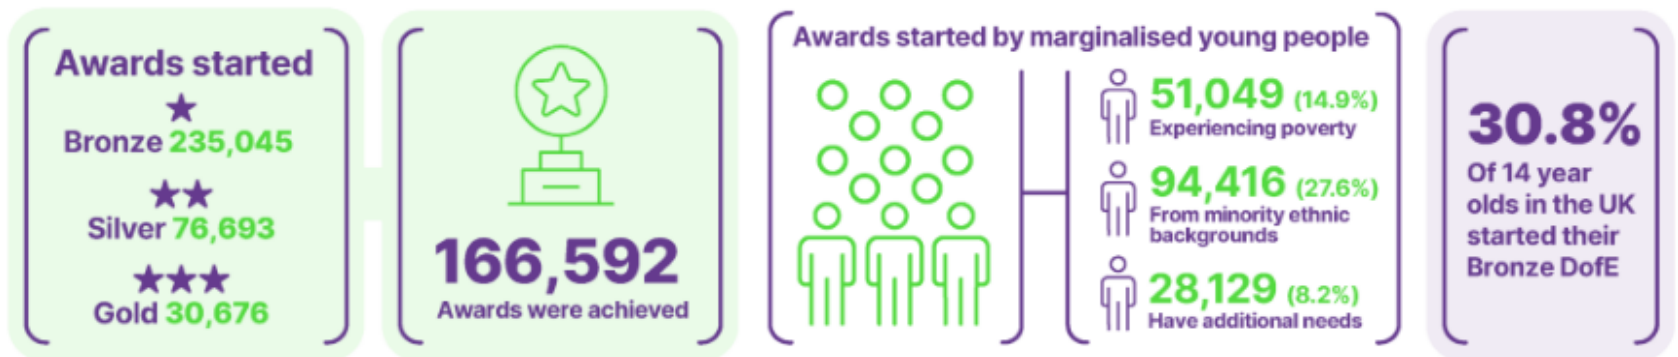 Awards started
Bronze 235,045
Silver 76,693
Gold 30,676
166,592
Awards were achieved
Awards started by marginalised young people
51,049 (14.9%)
Experiencing poverty
94,416 (27.6%)
From minority ethnic
backgrounds
28,129 (8.2%)
Have additional needs
30.8%
Of 14 year
olds in the UK
started their
Bronze DofE